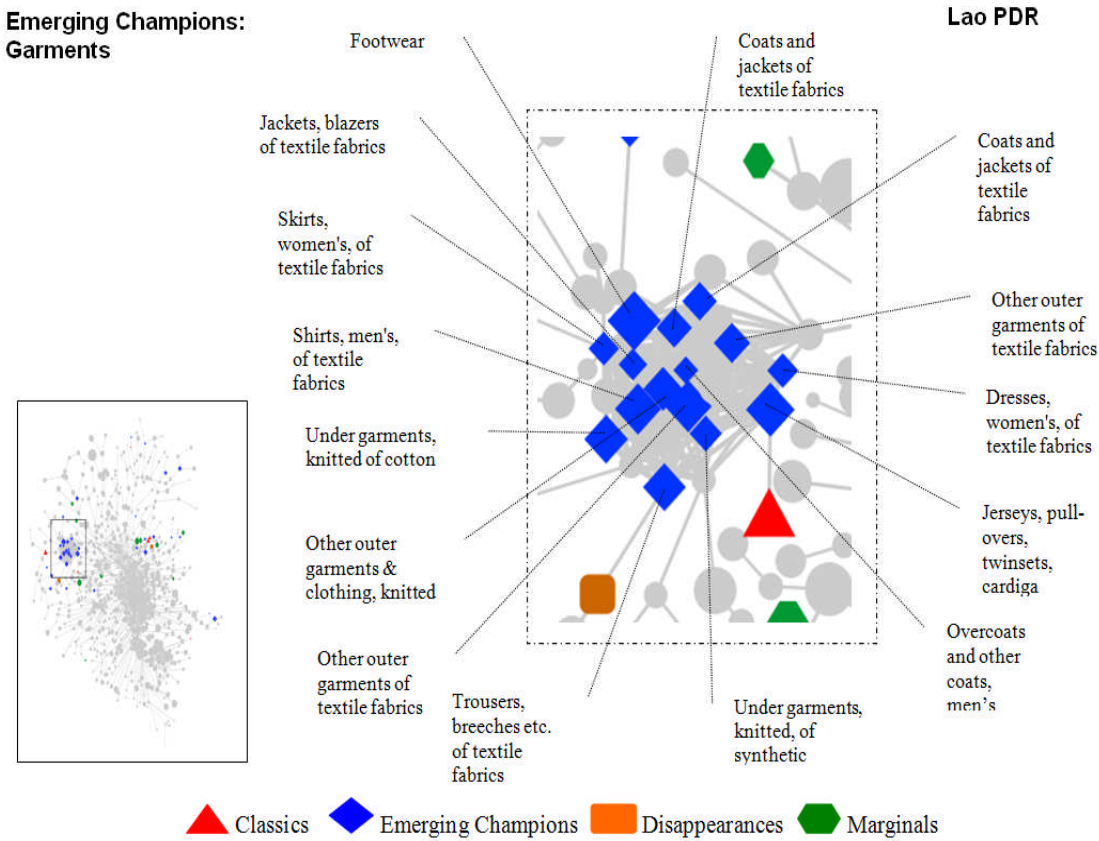 Emerging Champions:
Garments
Lao PDR
Footwear
Coats and
jackets of
textile fabrics
Jackets, blazers
of textile fabrics
Coats and
jackets of
textile
fabrics
Skirts,
women's, of
textile fabrics
Other outer
garments of
textile fabrics
Shirts, men's,
of textile
fabrics
Dresses,
women's, of
textile fabrics
Under garments,
knitted of cotton
Jerseys, pull-
overs,
twinsets,
cardiga
Other outer
garments &
clothing, knitted
Overcoats
and other
coats,
men’s
Other outer
garments of
textile fabrics
Trousers,
breeches etc.
of textile
fabrics
Under garments,
knitted, of
synthetic
Classics
Emerging Champions
Disappearances
Marginals